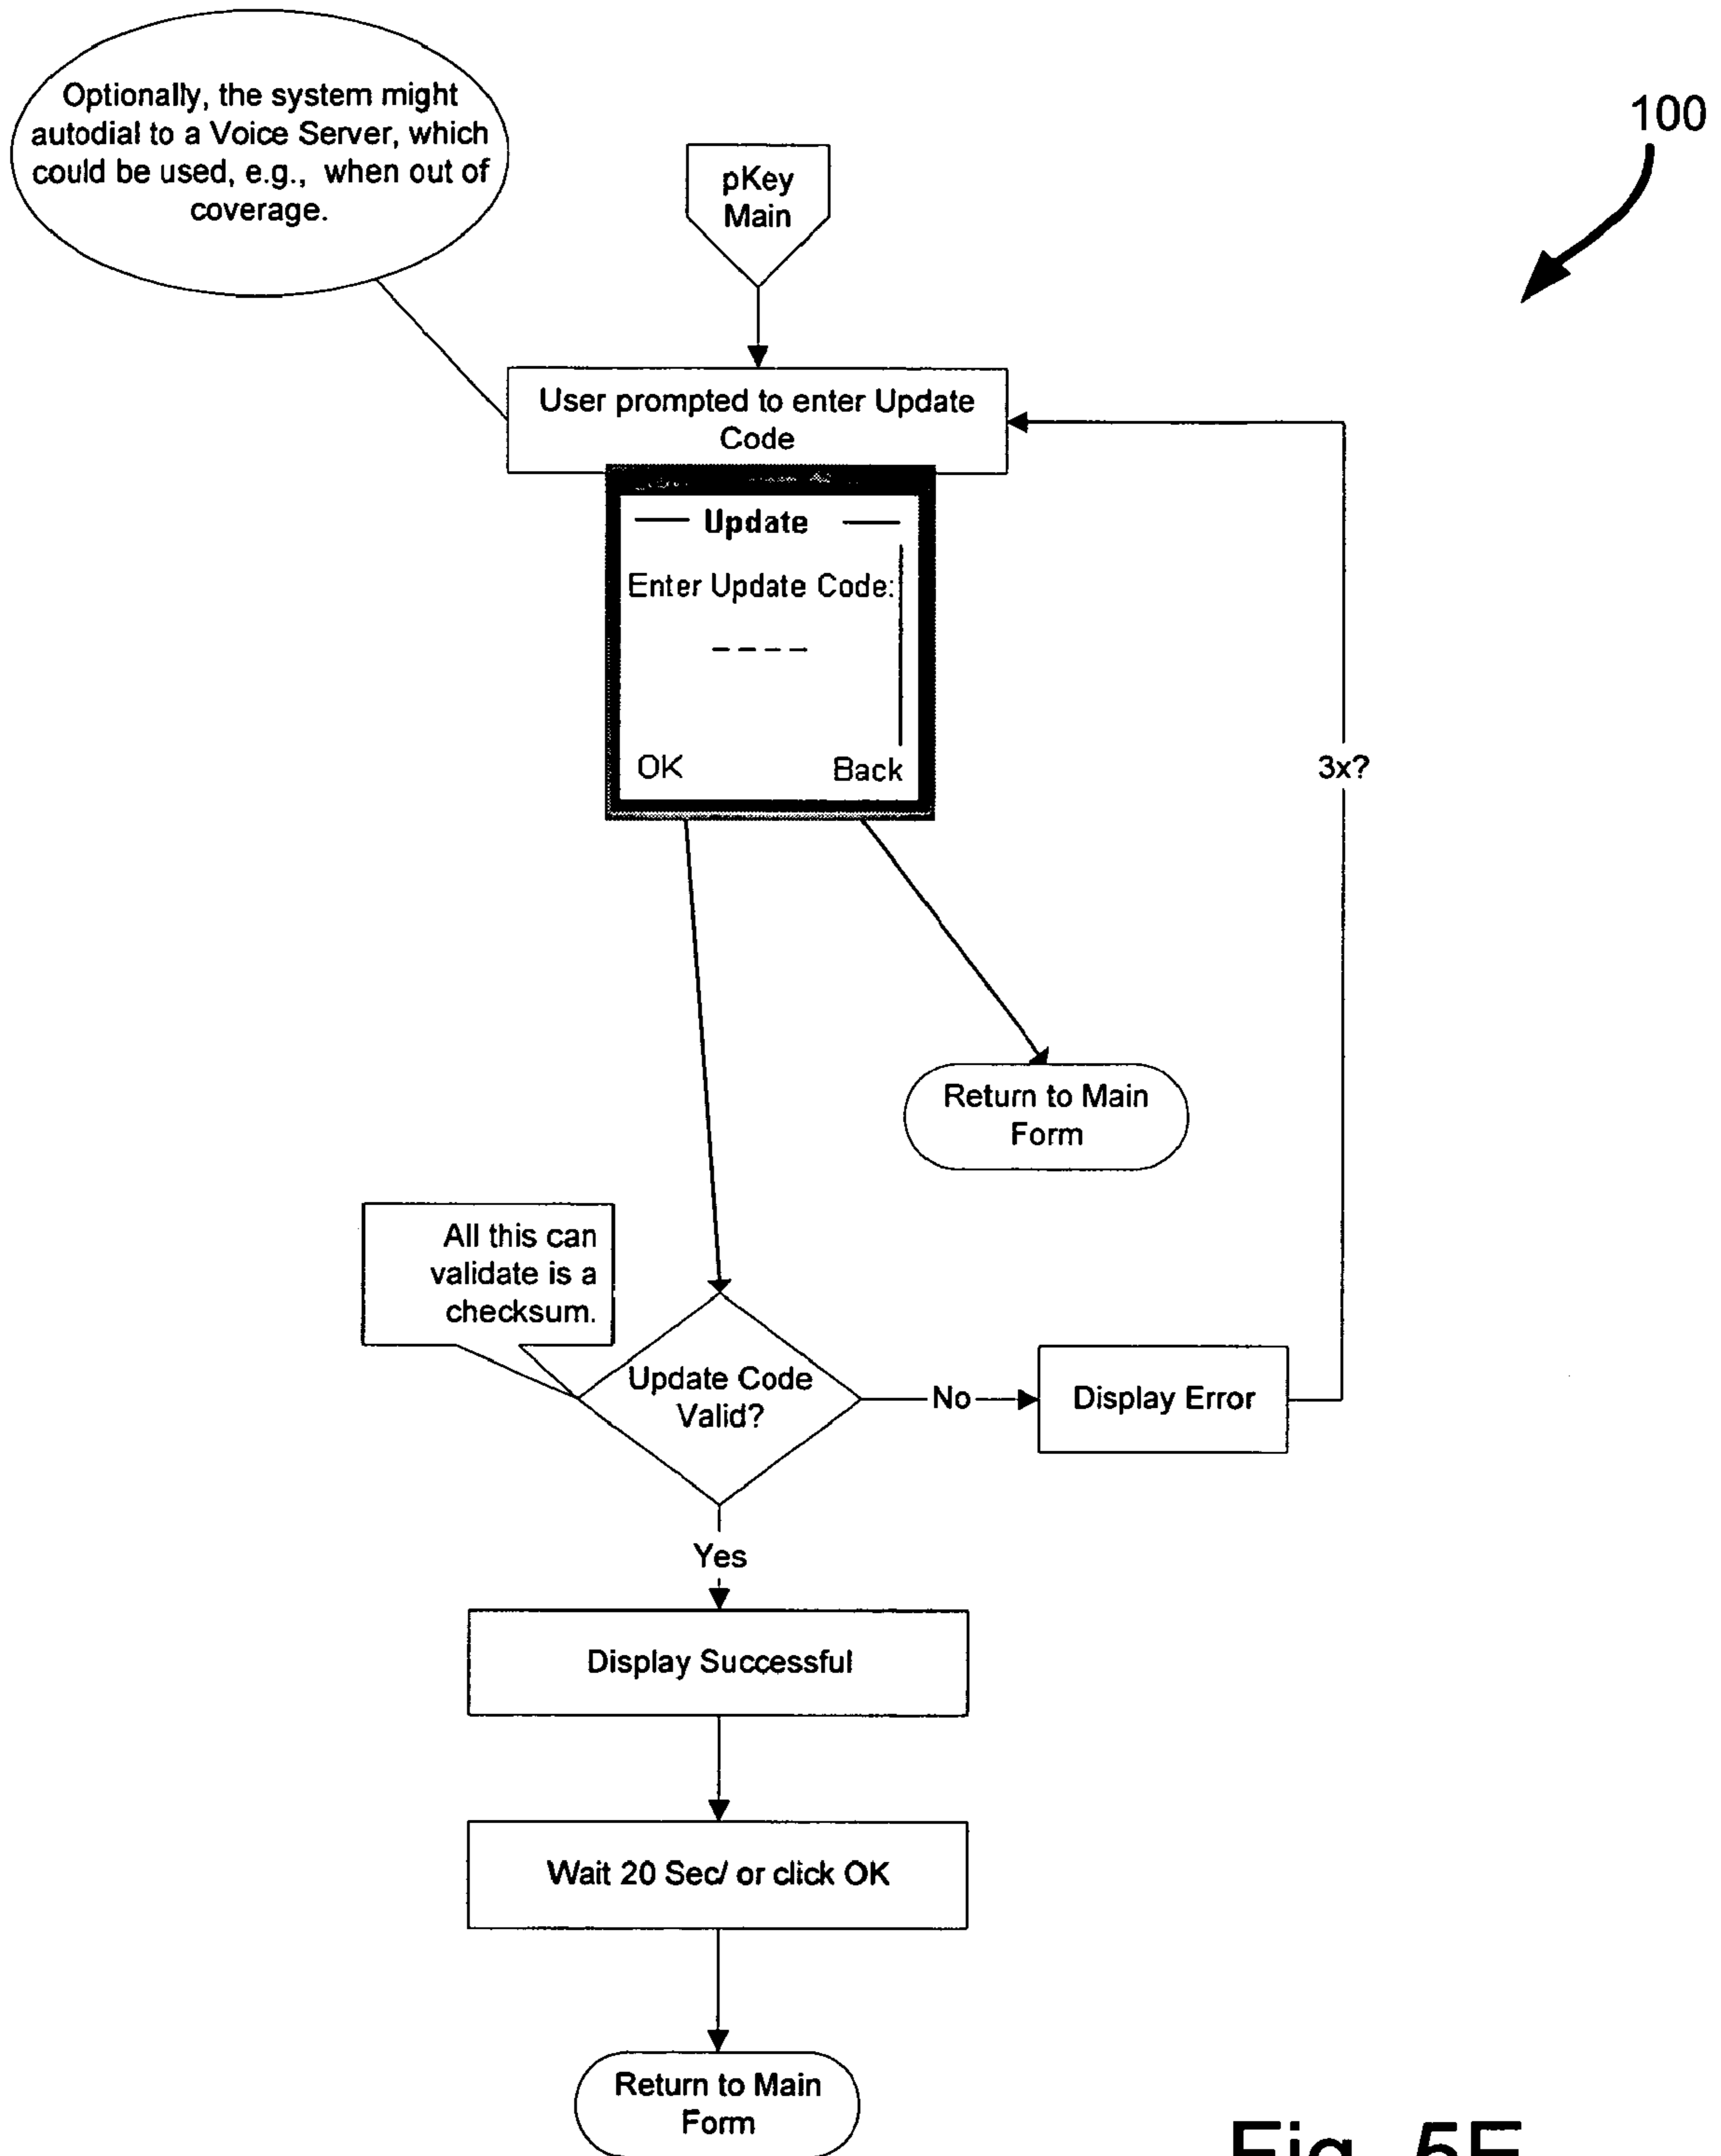 Optionally, the system might
autodial to a Voice Server, which
could be used, e.g., when out of
coverage.
100
pKey
Main
User prompted to enter Update
Code
Update
Enter Update Code:
----
OK
Back
3x?
Return to Main
Form
All this can
validate is a
checksum.
Update Code
Valid?
No
Display Error
Yes
Display Successful
Wait 20 Sec/ or click OK
Return to Main
Form